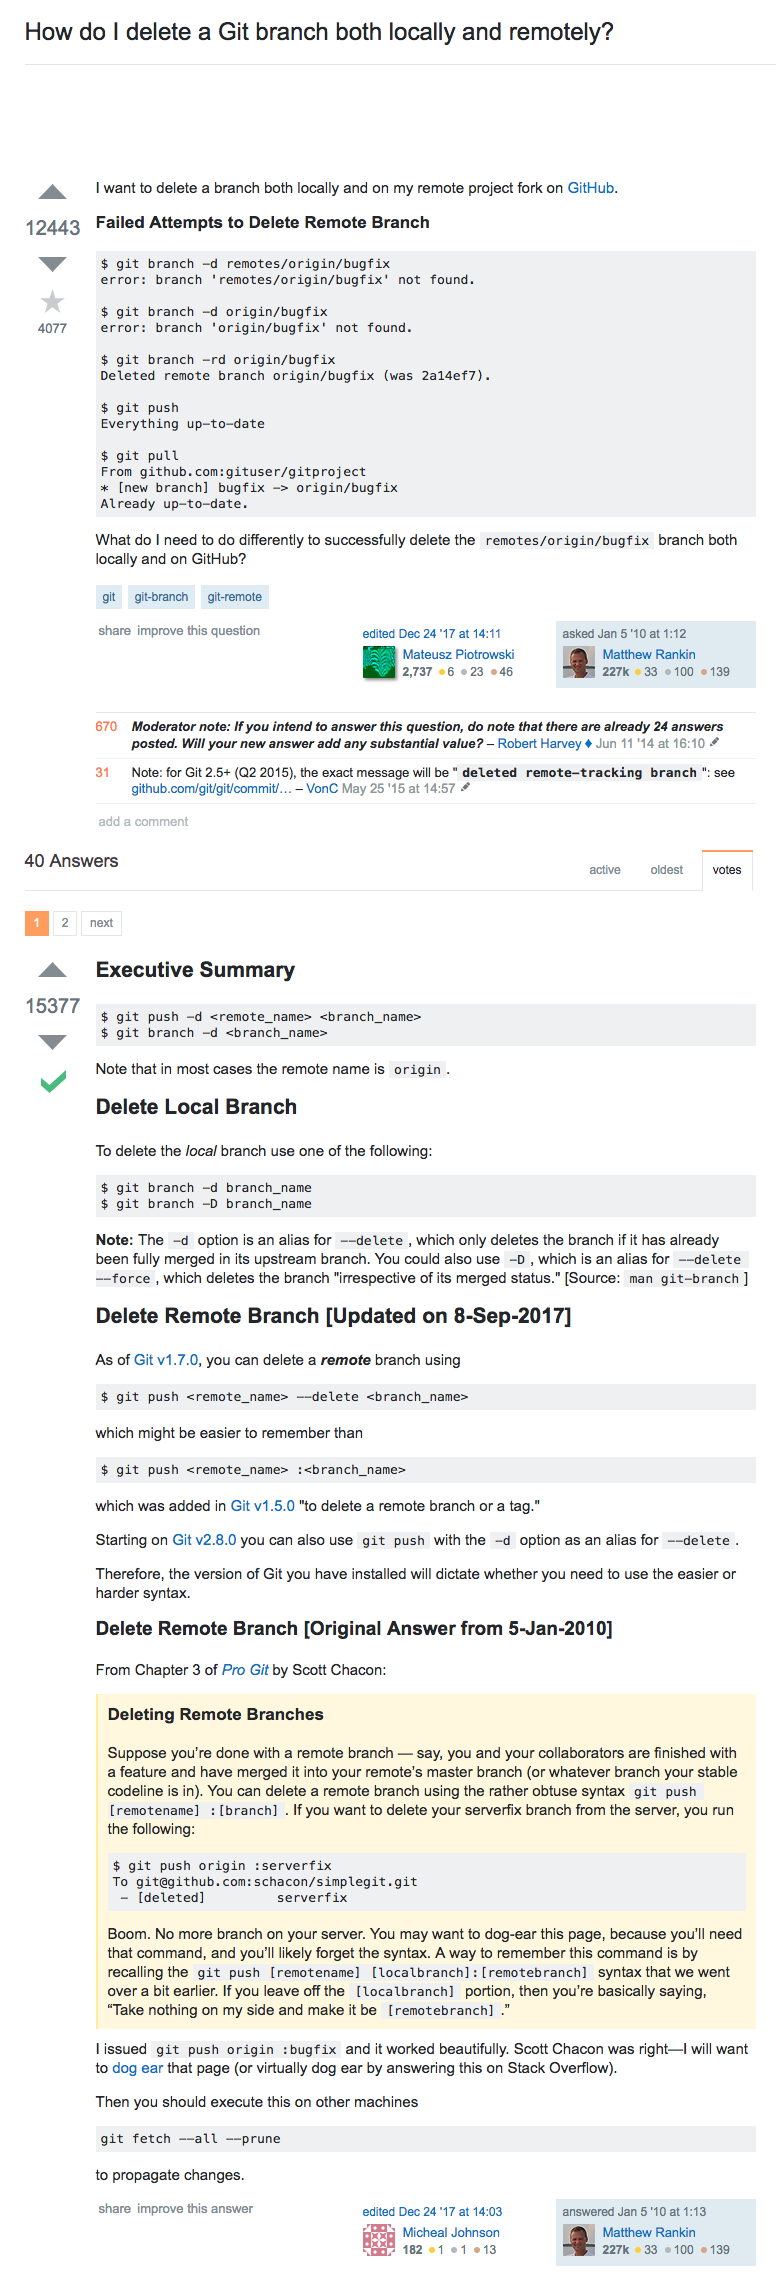 How do I delete a Git branch both locally and remotely?
I want to delete a branch both locally and on my remote project fork on GitHub.
12443
Failed Attempts to Delete Remote Branch
4077
$ git branch -d remotes/origin/bugfix
error: branch 'remotes/origin/bugfix' not found.
$ git branch -d origin/bugfix
error: branch 'origin/bugfix' not found.
$ git branch -rd origin/bugfix
Deleted remote branch origin/bugfix (was 2a14ef7).
$ git push
Everything up-to-date
$ git pull
From github.com:gituser/gitproject
* [new branch] bugfix -> origin/bugfix
Already up-to-date.
What do I need to do differently to successfully delete the remotes/origin/bugfix branch both
locally and on GitHub?
git git-branch git-remote
share improve this question
edited Dec 24 '17 at 14:11
Mateusz Piotrowski
2,737 ●6 ●23 ●46
asked Jan 5 '10 at 1:12
Matthew Rankin
227k ●33 ●100 ●139
670 Moderator note: If you intend to answer this question, do note that there are already 24 answers
posted. Will your new answer add any substantial value? – Robert Harvey ♦ Jun 11 '14 at 16:10
31 Note: for Git 2.5+ (Q2 2015), the exact message will be "deleted remote-tracking branch": see
github.com/git/git/commit/… – VonC May 25 '15 at 14:57
add a comment
40 Answers
active oldest votes
1 2 next
15377
Executive Summary
$ git push -d <remote_name> <branch_name>
$ git branch -d <branch_name>
Note that in most cases the remote name is origin.
Delete Local Branch
To delete the local branch use one of the following:
$ git branch -d branch_name
$ git branch -D branch_name
Note: The -d option is an alias for --delete, which only deletes the branch if it has already
been fully merged in its upstream branch. You could also use -D, which is an alias for --delete
--force, which deletes the branch "irrespective of its merged status." [Source: man git-branch]
Delete Remote Branch [Updated on 8-Sep-2017]
As of Git v1.7.0, you can delete a remote branch using
$ git push <remote_name> --delete <branch_name>
which might be easier to remember than
$ git push <remote_name> :<branch_name>
which was added in Git v1.5.0 "to delete a remote branch or a tag."
Starting on Git v2.8.0 you can also use git push with the -d option as an alias for --delete.
Therefore, the version of Git you have installed will dictate whether you need to use the easier or
harder syntax.
Delete Remote Branch [Original Answer from 5-Jan-2010]
From Chapter 3 of Pro Git by Scott Chacon:
Deleting Remote Branches
Suppose you're done with a remote branch — say, you and your collaborators are finished with
a feature and have merged it into your remote's master branch (or whatever branch your stable
codeline is in). You can delete a remote branch using the rather obtuse syntax git push
[remotename] :[branch]. If you want to delete your serverfix branch from the server, you run
the following:
$ git push origin :serverfix
To git@github.com:schacon/simplegit.git
- [deleted] serverfix
Boom. No more branch on your server. You may want to dog-ear this page, because you'll need
that command, and you'll likely forget the syntax. A way to remember this command is by
recalling the git push [remotename] [localbranch]:[remotebranch] syntax that we went
over a bit earlier. If you leave off the [localbranch] portion, then you're basically saying,
“Take nothing on my side and make it be [remotebranch].”
I issued git push origin :bugfix and it worked beautifully. Scott Chacon was right—I will want
to dog ear that page (or virtually dog ear by answering this on Stack Overflow).
Then you should execute this on other machines
git fetch --all --prune
to propagate changes.
share improve this answer
edited Dec 24 '17 at 14:03
Micheal Johnson
182 ●1 ●1 ●13
answered Jan 5 '10 at 1:13
Matthew Rankin
227k ●33 ●100 ●139